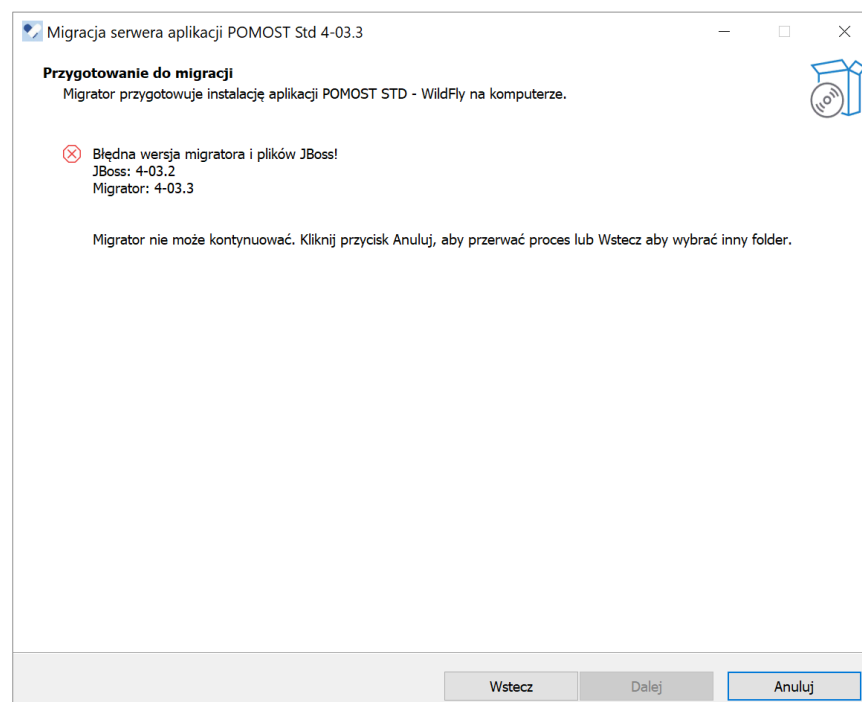 Migracja serwera aplikacji POMOST Std 4-03.3
Przygotowanie do migracji
Migrator przygotowuje instalację aplikacji POMOST STD - WildFly na komputerze.
Błędna wersja migratora i plików JBoss!
JBoss: 4-03.2
Migrator: 4-03.3
Migrator nie może kontynuować. Kliknij przycisk Anuluj, aby przerwać proces lub Wstecz aby wybrać inny folder.
Wstecz Dalej Anuluj